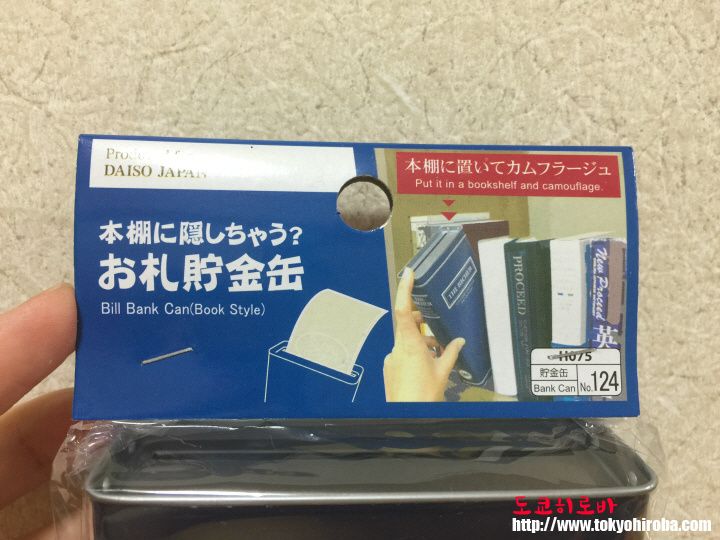 DAISO JAPAN
本棚に隠しちゃう?
お札貯金缶
Bill Bank Can(Book Style)
本棚に置いてカムフラージュ
Put it in a bookshelf and camouflage.
PROCEED
New Proceed
英
H075
貯金缶
Bank Can
No.124
도쿄히로바
http://www.tokyohiroba.com